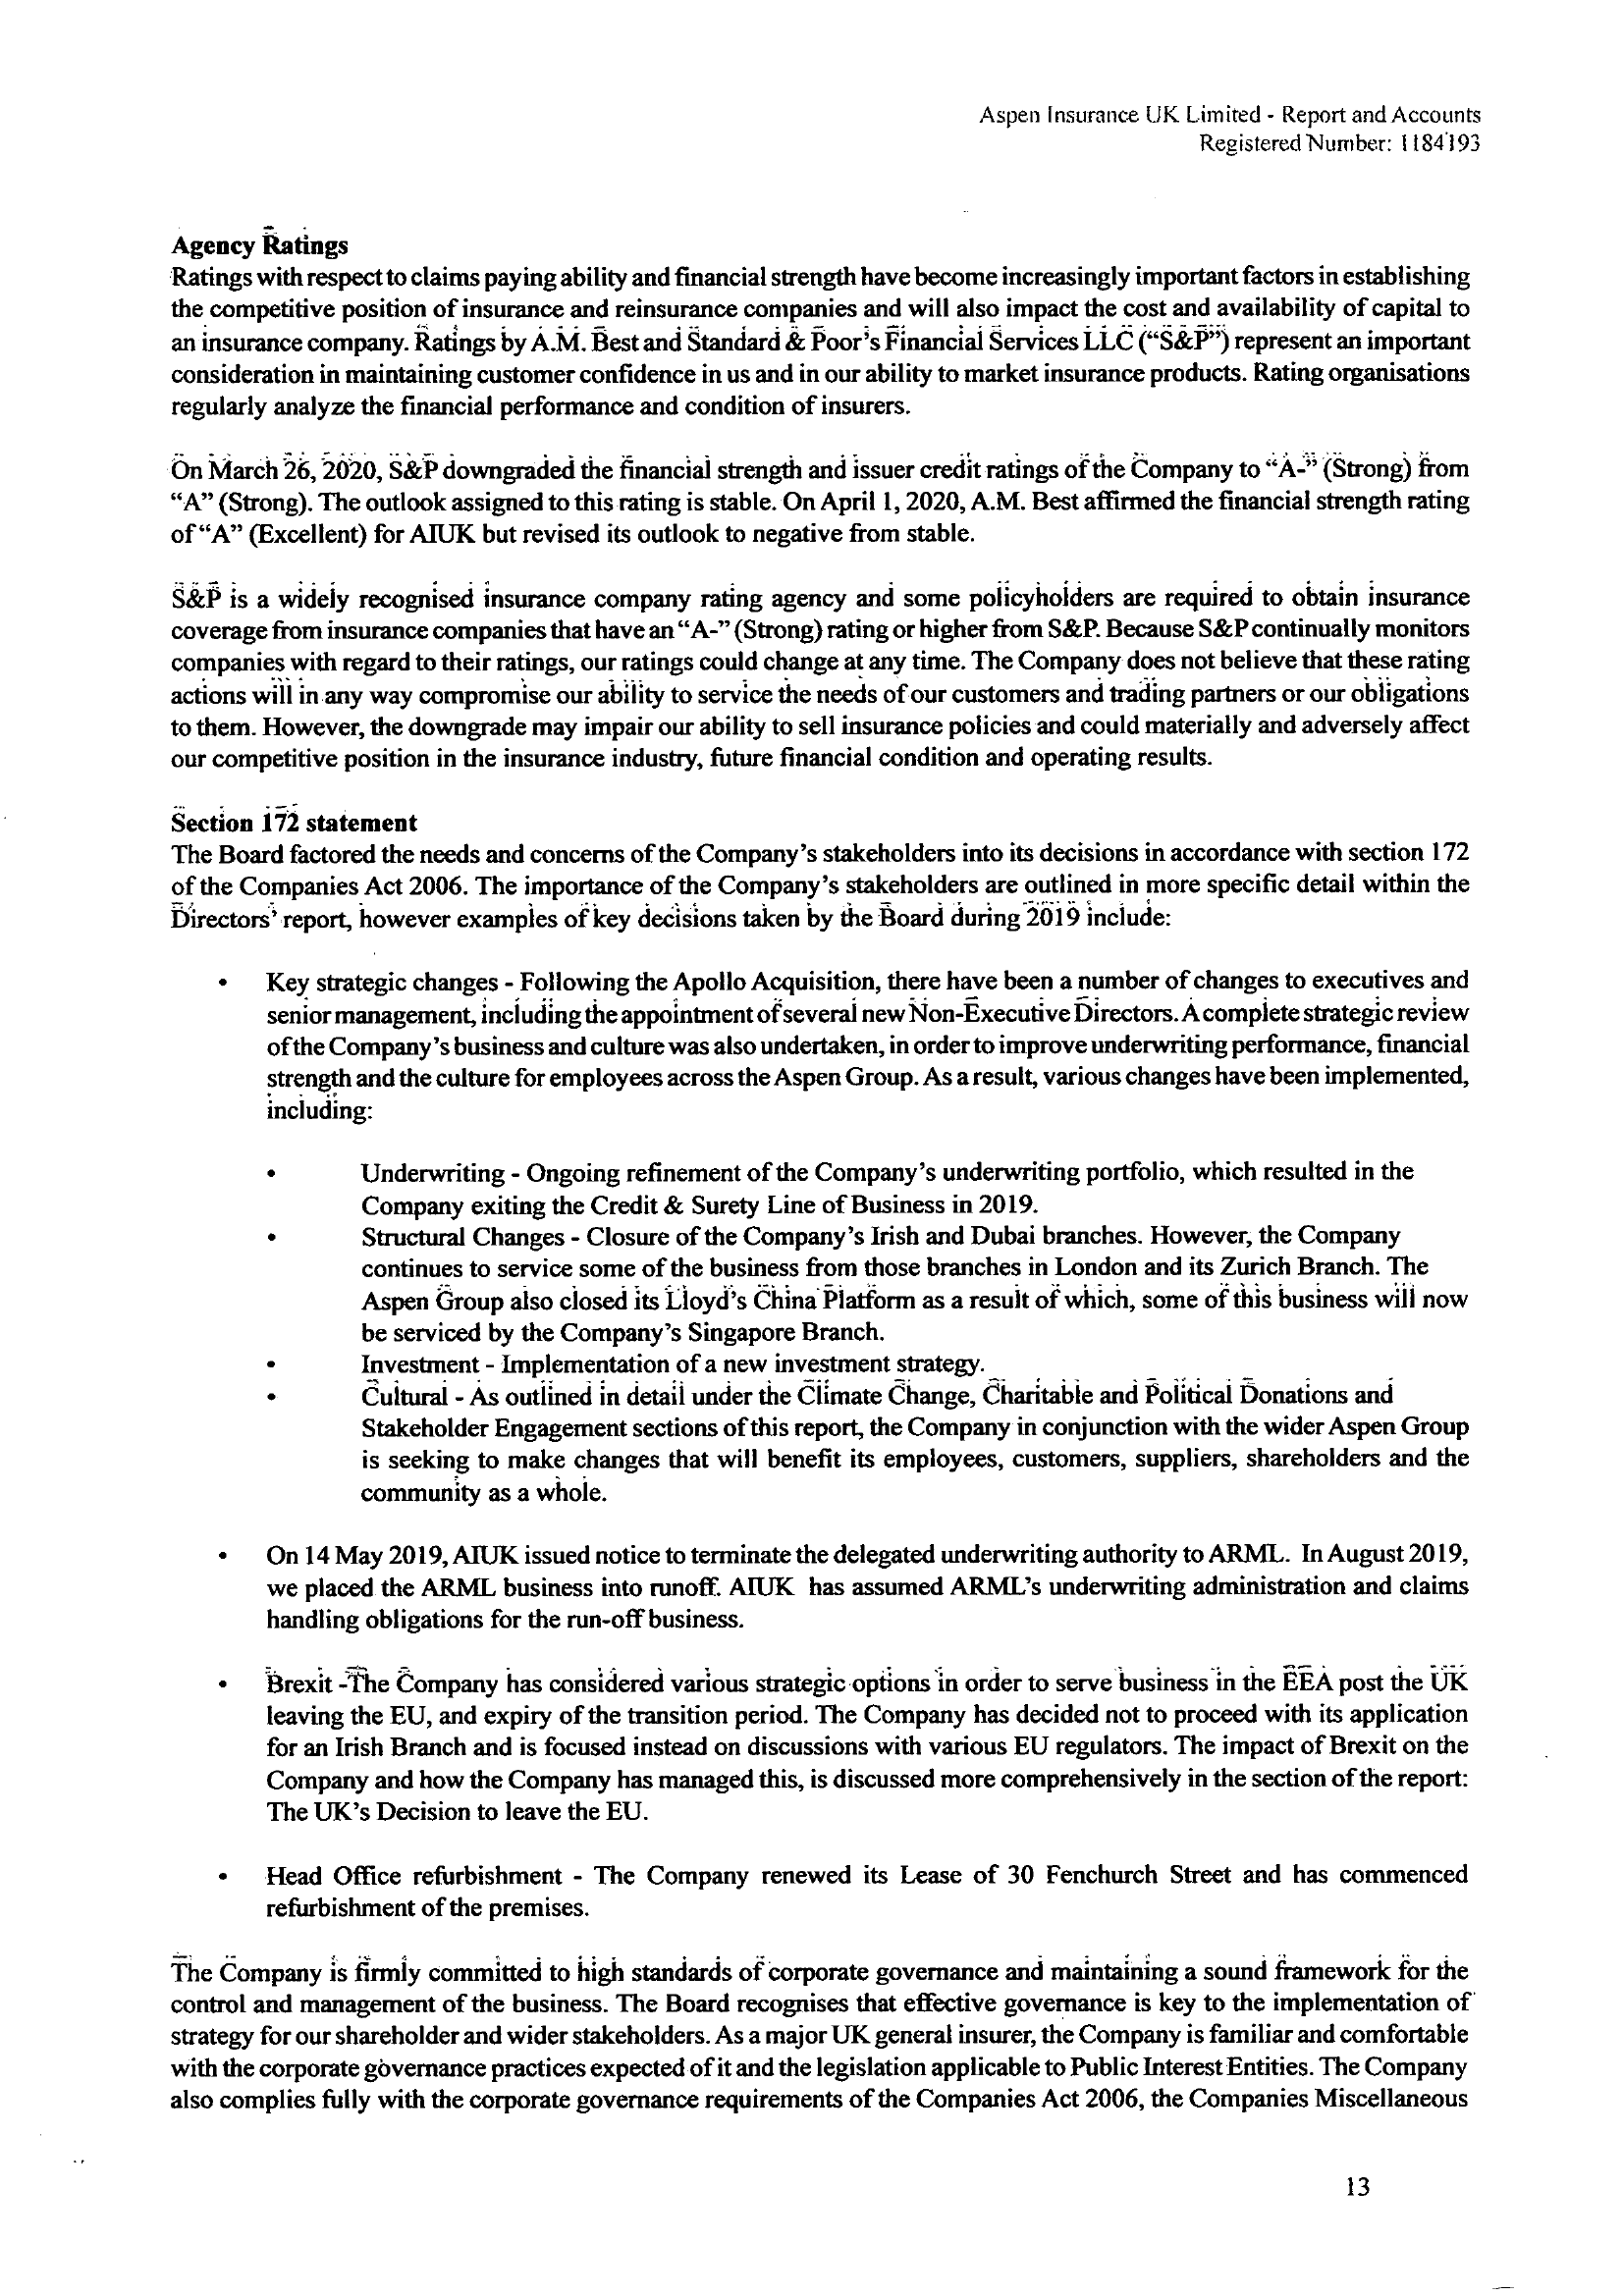 Aspen Insurance UK Limited - Report and Accounts
Registered Number: 1184193
Agency Ratings
Ratings with respect to claims paying ability and financial strength have become increasingly important factors in establishing
the competitive position of insurance and reinsurance companies and will also impact the cost and availability of capital to
an insurance company. Ratings by A.M. Best and Standard & Poor's Financial Services LLC (“S&P”) represent an important
consideration in maintaining customer confidence in us and in our ability to market insurance products. Rating organisations
regularly analyze the financial performance and condition of insurers.
On March 26, 2020, S&P downgraded the financial strength and issuer credit ratings of the Company to “A-” (Strong) from
“A” (Strong). The outlook assigned to this rating is stable. On April 1, 2020, A.M. Best affirmed the financial strength rating
of “A” (Excellent) for AIUK but revised its outlook to negative from stable.
S&P is a widely recognised insurance company rating agency and some policyholders are required to obtain insurance
coverage from insurance companies that have an “A-” (Strong) rating or higher from S&P. Because S&P continually monitors
companies with regard to their ratings, our ratings could change at any time. The Company does not believe that these rating
actions will in any way compromise our ability to service the needs of our customers and trading partners or our obligations
to them. However, the downgrade may impair our ability to sell insurance policies and could materially and adversely affect
our competitive position in the insurance industry, future financial condition and operating results.
Section 172 statement
The Board factored the needs and concerns of the Company's stakeholders into its decisions in accordance with section 172
of the Companies Act 2006. The importance of the Company's stakeholders are outlined in more specific detail within the
Directors' report, however examples of key decisions taken by the Board during 2019 include:
• Key strategic changes - Following the Apollo Acquisition, there have been a number of changes to executives and
senior management, including the appointment of several new Non-Executive Directors. A complete strategic review
of the Company's business and culture was also undertaken, in order to improve underwriting performance, financial
strength and the culture for employees across the Aspen Group. As a result, various changes have been implemented,
including:
• Underwriting - Ongoing refinement of the Company's underwriting portfolio, which resulted in the
Company exiting the Credit & Surety Line of Business in 2019.
• Structural Changes - Closure of the Company's Irish and Dubai branches. However, the Company
continues to service some of the business from those branches in London and its Zurich Branch. The
Aspen Group also closed its Lloyd's China Platform as a result of which, some of this business will now
be serviced by the Company's Singapore Branch.
• Investment - Implementation of a new investment strategy.
• Cultural - As outlined in detail under the Climate Change, Charitable and Political Donations and
Stakeholder Engagement sections of this report, the Company in conjunction with the wider Aspen Group
is seeking to make changes that will benefit its employees, customers, suppliers, shareholders and the
community as a whole.
• On 14 May 2019, AIUK issued notice to terminate the delegated underwriting authority to ARML. In August 2019,
we placed the ARML business into runoff. AIUK has assumed ARML's underwriting administration and claims
handling obligations for the run-off business.
• Brexit -The Company has considered various strategic options in order to serve business in the EEA post the UK
leaving the EU, and expiry of the transition period. The Company has decided not to proceed with its application
for an Irish Branch and is focused instead on discussions with various EU regulators. The impact of Brexit on the
Company and how the Company has managed this, is discussed more comprehensively in the section of the report:
The UK's Decision to leave the EU.
• Head Office refurbishment - The Company renewed its Lease of 30 Fenchurch Street and has commenced
refurbishment of the premises.
The Company is firmly committed to high standards of corporate governance and maintaining a sound framework for the
control and management of the business. The Board recognises that effective governance is key to the implementation of
strategy for our shareholder and wider stakeholders. As a major UK general insurer, the Company is familiar and comfortable
with the corporate governance practices expected of it and the legislation applicable to Public Interest Entities. The Company
also complies fully with the corporate governance requirements of the Companies Act 2006, the Companies Miscellaneous
13